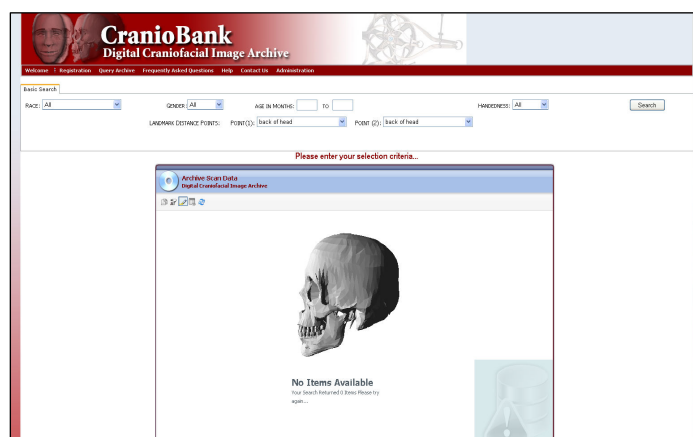 CranioBank
Digital Craniofacial Image Archive
Welcome Registration Query Archive Frequently Asked Questions Help Contact Us Administration
Basic Search
RACE: All GENDER: All AGE IN MONTHS: TO HANDEDNESS: All Search
LANDMARK DISTANCE POINTS: POINT(1): back of head POINT (2): back of head
Please enter your selection criteria...
Archive Scan Data
Digital Craniofacial Image Archive
No Items Available
Your Search Returned 0 Items Please try
again...